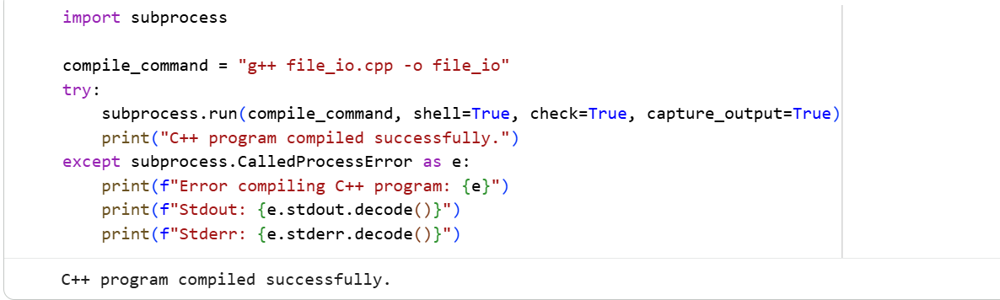 import subprocess
compile_command = "g++ file_io.cpp -o file_io"
try:
    subprocess.run(compile_command, shell=True, check=True, capture_output=True)
    print("C++ program compiled successfully.")
except subprocess.CalledProcessError as e:
    print(f"Error compiling C++ program: {e}")
    print(f"Stdout: {e.stdout.decode()}")
    print(f"Stderr: {e.stderr.decode()}")
C++ program compiled successfully.